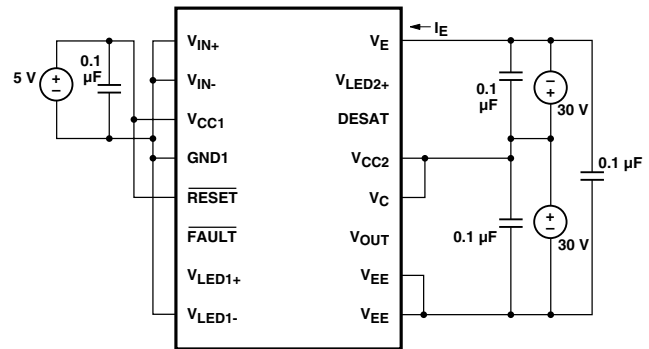 I_E
V_IN+
V_IN-
V_CC1
GND1
RESET
FAULT
V_LED1+
V_LED1-
V_E
V_LED2+
DESAT
V_CC2
V_C
V_OUT
V_EE
V_EE
5 V
0.1
µF
0.1
µF
30 V
0.1 µF
0.1 µF
30 V